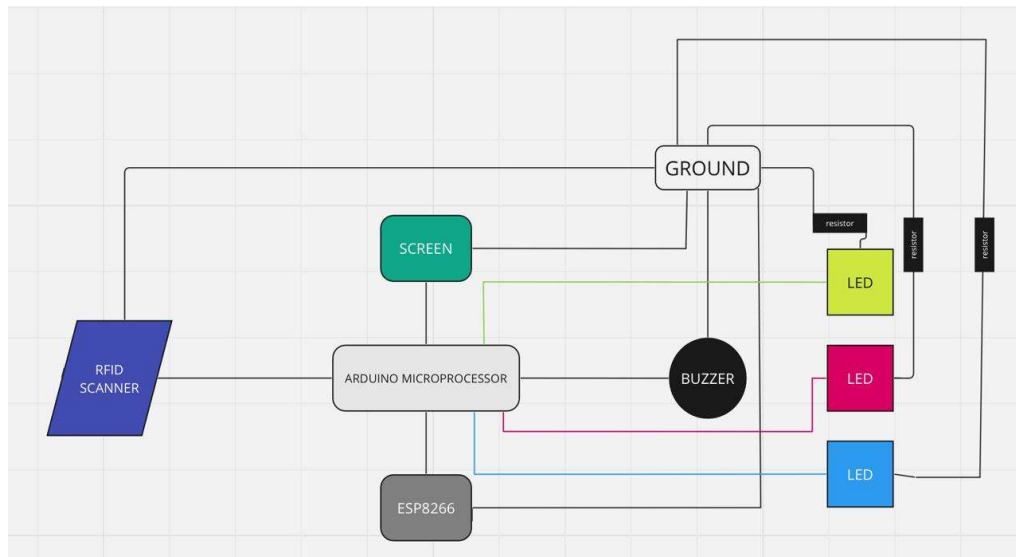 GROUND
SCREEN
resistor
resistor
resistor
LED
RFID
SCANNER
ARDUINO MICROPROCESSOR
BUZZER
LED
ESP8266
LED